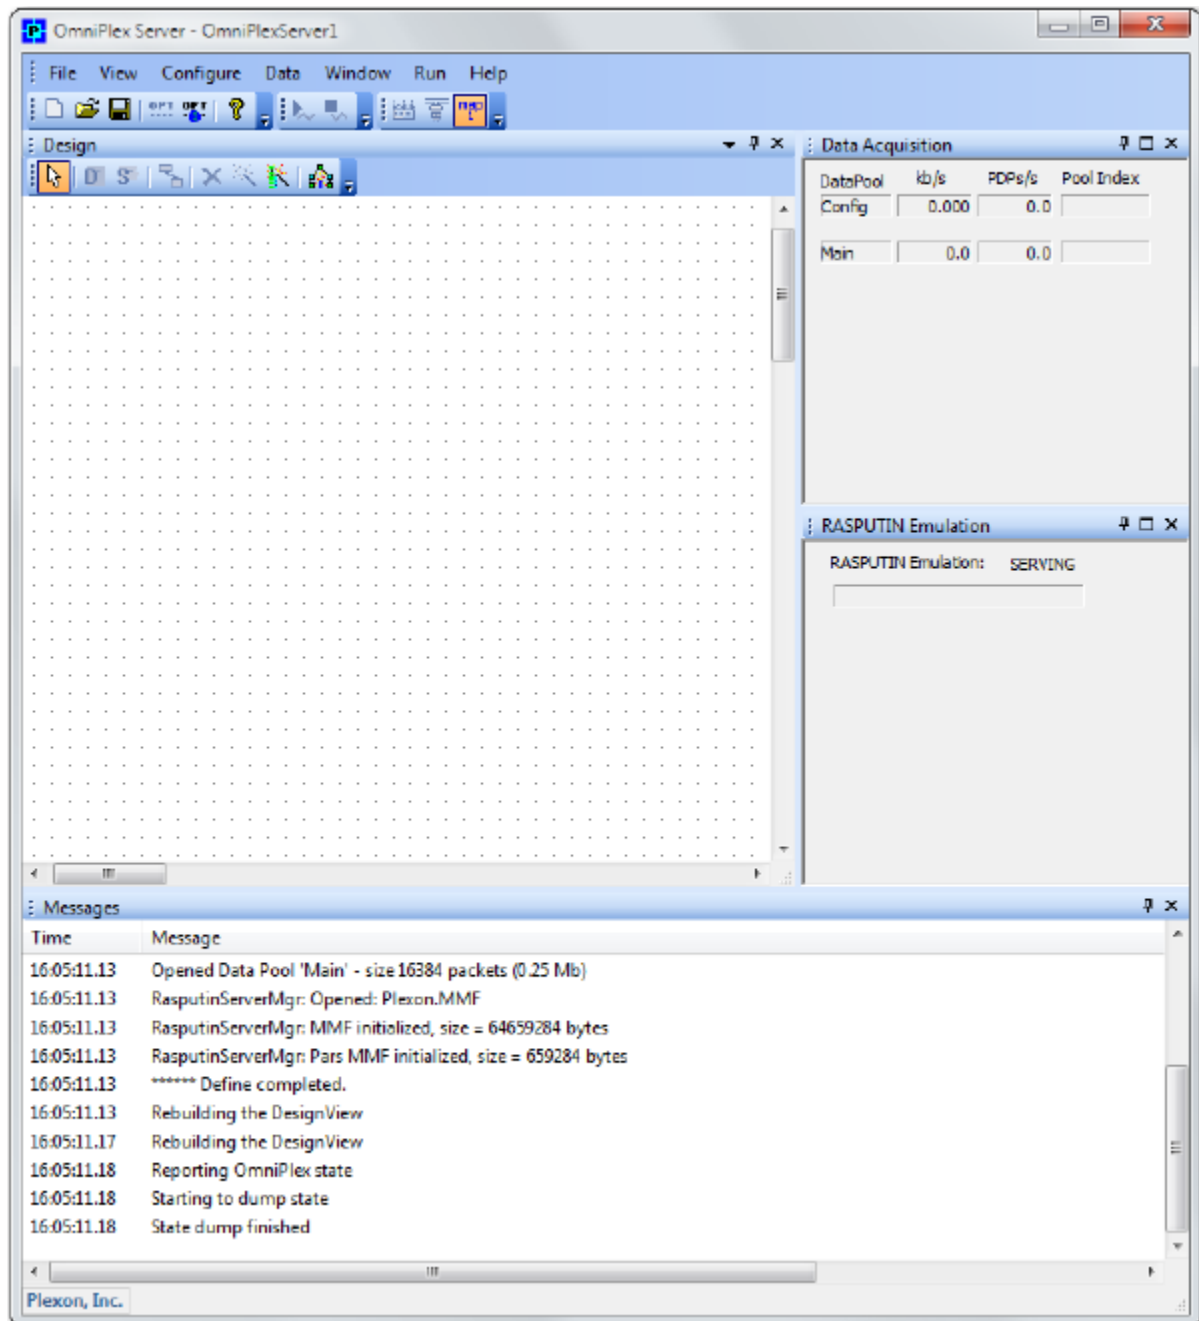 OmniPlex Server - OmniPlexServer1
File View Configure Data Window Run Help
Design
Data Acquisition
DataPool kb/s PDPs/s Pool Index
Config 0.000 0.0
Main 0.0 0.0
RASPUTIN Emulation
RASPUTIN Emulation: SERVING
Messages
Time Message
16:05:11.13 Opened Data Pool 'Main' - size 16384 packets (0.25 Mb)
16:05:11.13 RasputinServerMgr: Opened: Plexon.MMF
16:05:11.13 RasputinServerMgr: MMF initialized, size = 64659284 bytes
16:05:11.13 RasputinServerMgr: Pars MMF initialized, size = 659284 bytes
16:05:11.13 ****** Define completed.
16:05:11.13 Rebuilding the DesignView
16:05:11.17 Rebuilding the DesignView
16:05:11.18 Reporting OmniPlex state
16:05:11.18 Starting to dump state
16:05:11.18 State dump finished
Plexon, Inc.